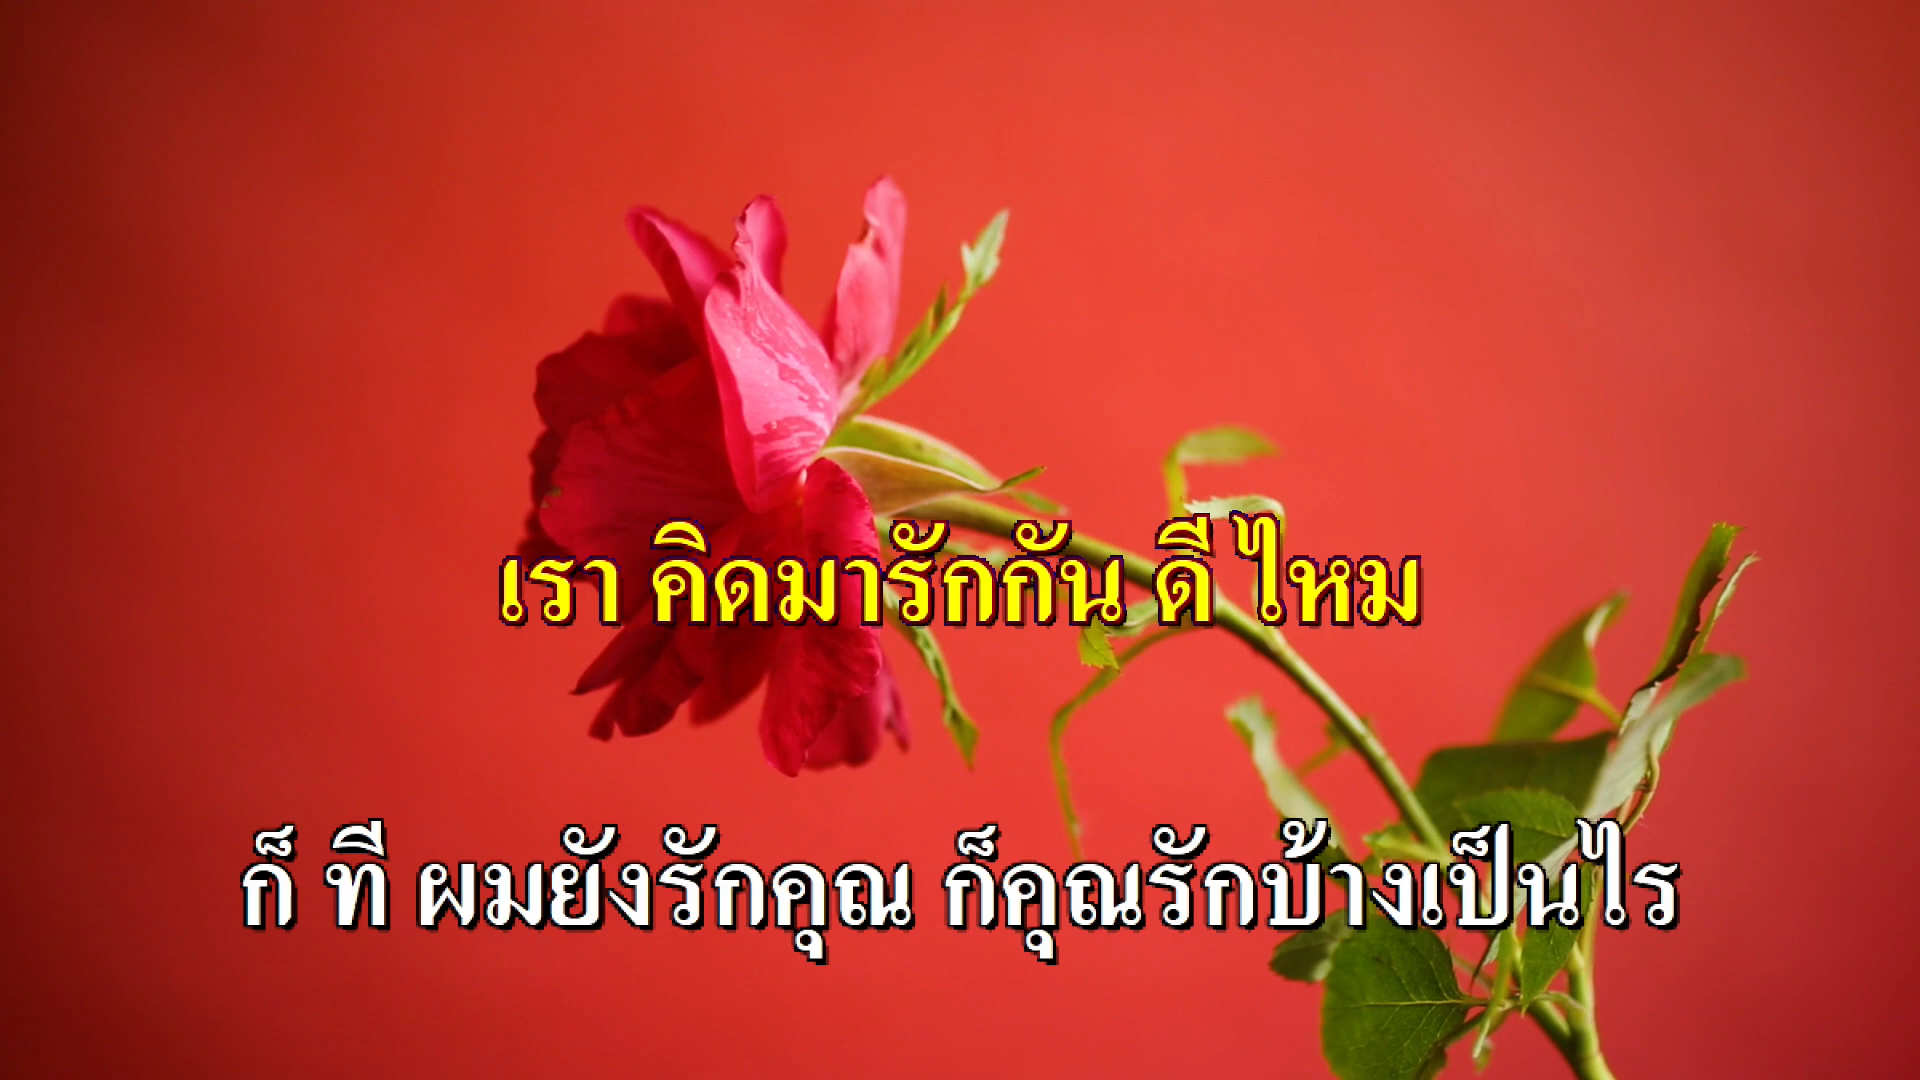 เรา คิดมารักกัน ดี ไหม
ก็ ที ผมยังรักคุณ ก็คุณรักบ้างเป็นไร